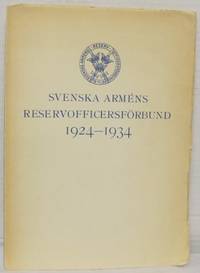 SVENSKA ARMÉNS
RESERVOFFICERSFÖRBUND
1924–1934